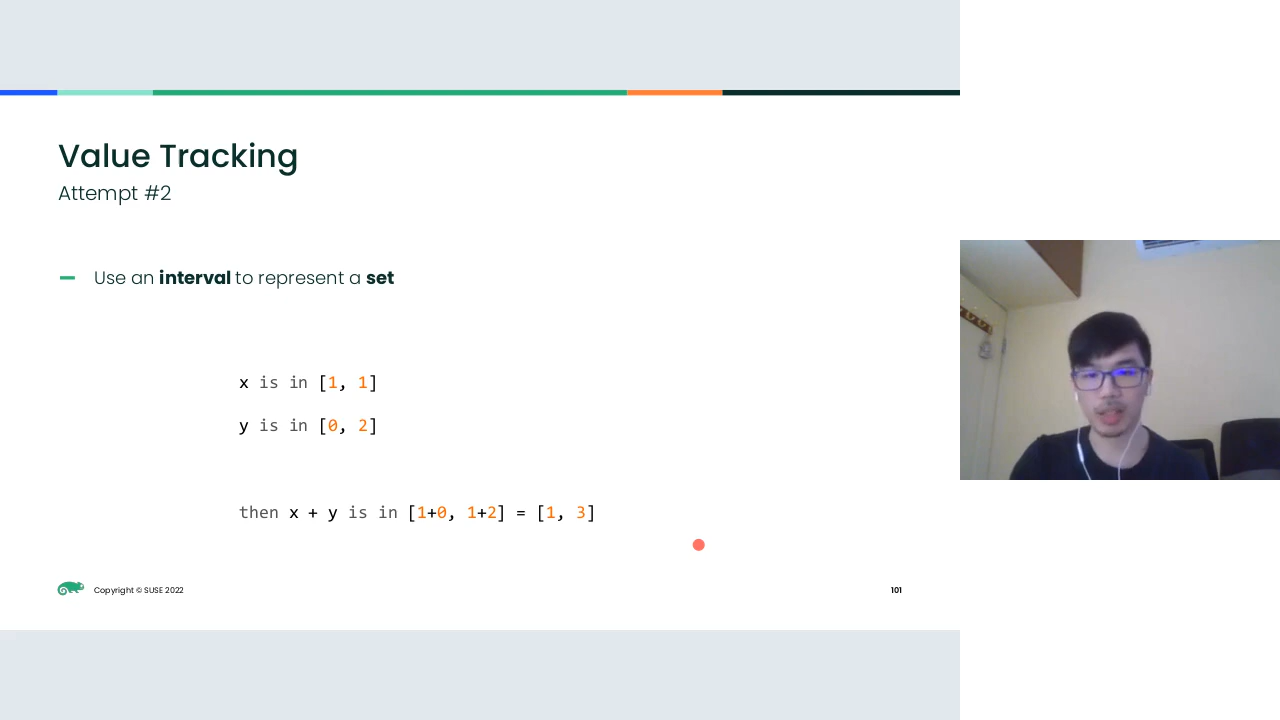 Value Tracking
Attempt #2
Use an interval to represent a set
x is in [1, 1]
y is in [0, 2]
then x + y is in [1+0, 1+2] = [1, 3]
Copyright © SUSE 2022
101